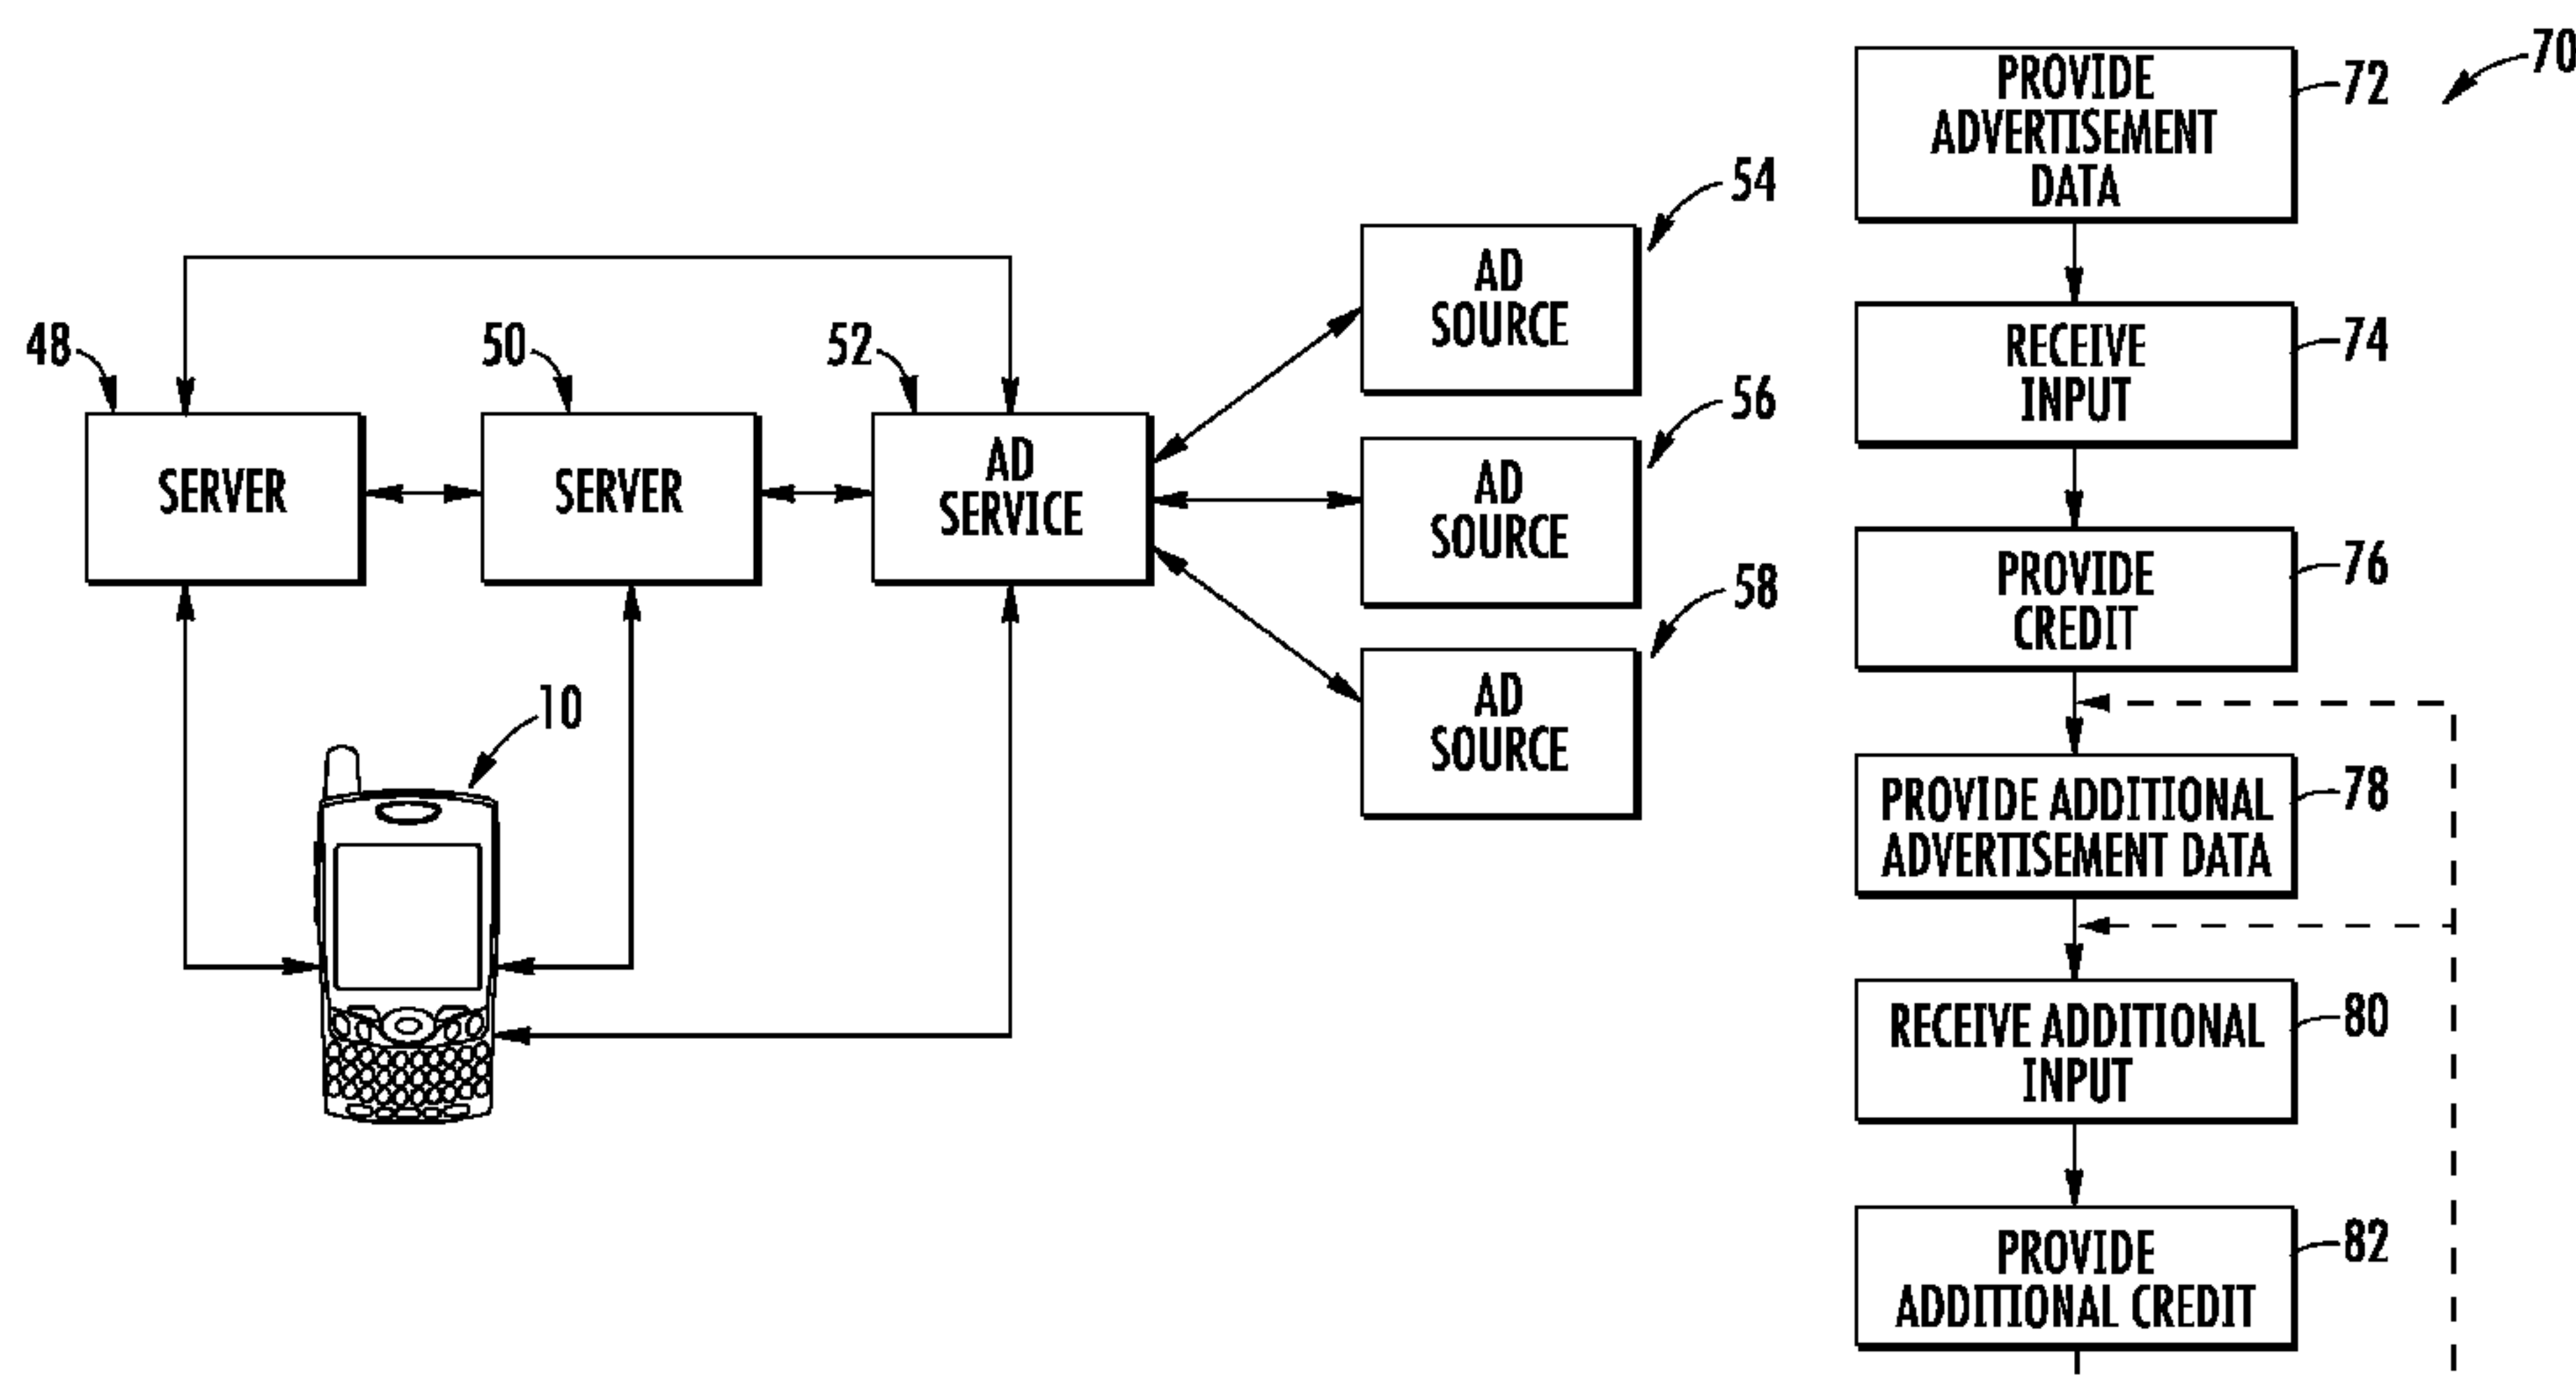 48
50
52
SERVER
SERVER
AD
SERVICE
54
AD
SOURCE
56
AD
SOURCE
58
AD
SOURCE
10
70
PROVIDE
ADVERTISEMENT
DATA
72
RECEIVE
INPUT
74
PROVIDE
CREDIT
76
PROVIDE ADDITIONAL
ADVERTISEMENT DATA
78
RECEIVE ADDITIONAL
INPUT
80
PROVIDE
ADDITIONAL CREDIT
82